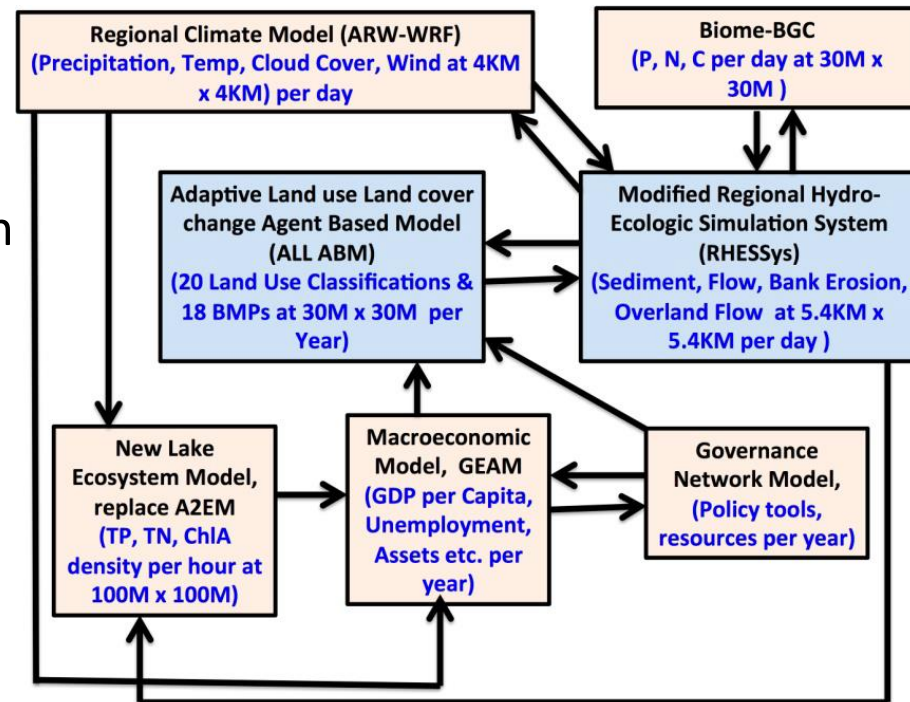 Regional Climate Model (ARW-WRF)
(Precipitation, Temp, Cloud Cover, Wind at 4KM
x 4KM) per day
Biome-BGC
(P, N, C per day at 30M x
30M )
n
Adaptive Land use Land cover
change Agent Based Model
(ALL ABM)
(20 Land Use Classifications &
18 BMPs at 30M x 30M per
Year)
Modified Regional Hydro-
Ecologic Simulation System
(RHESSys)
(Sediment, Flow, Bank Erosion,
Overland Flow at 5.4KM x
5.4KM per day )
New Lake
Ecosystem Model,
replace A2EM
(TP, TN, ChlA
density per hour at
100M x 100M)
Macroeconomic
Model, GEAM
(GDP per Capita,
Unemployment,
Assets etc. per
year)
Governance
Network Model,
(Policy tools,
resources per year)